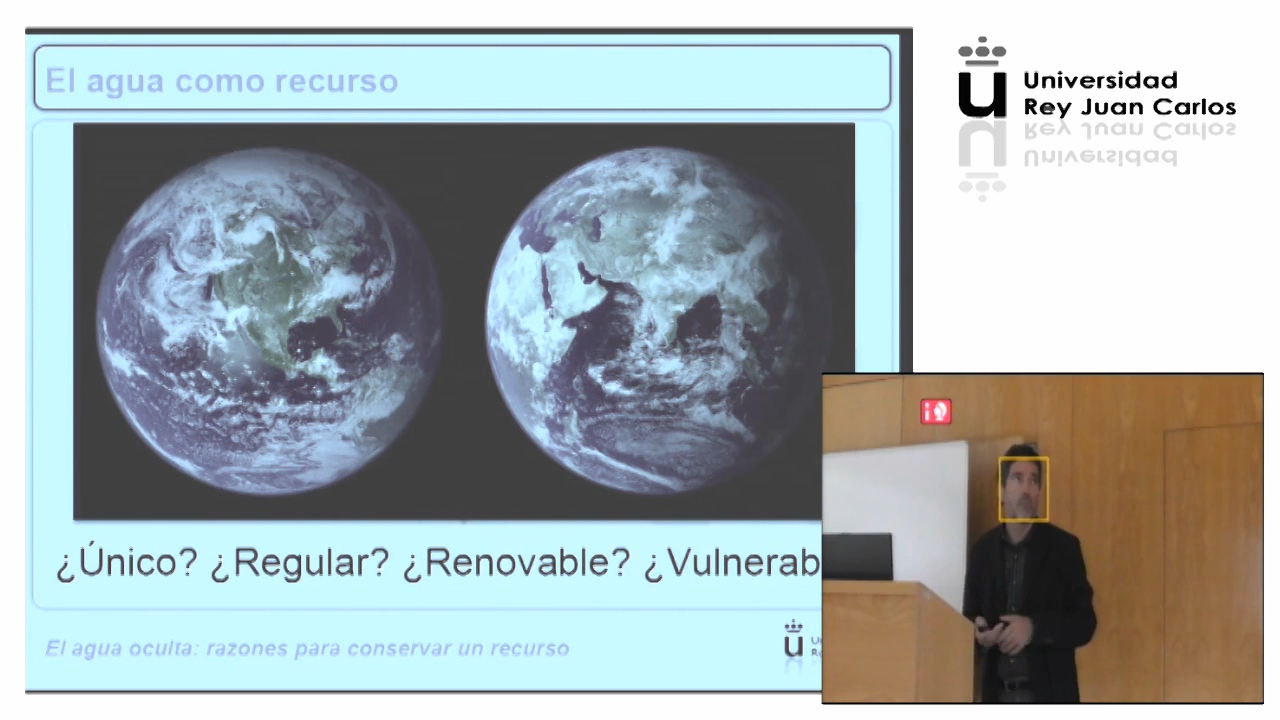 El agua como recurso
¿Único? ¿Regular? ¿Renovable? ¿Vulnerab
El agua oculta: razones para conservar un recurso
Universidad
Rey Juan Carlos